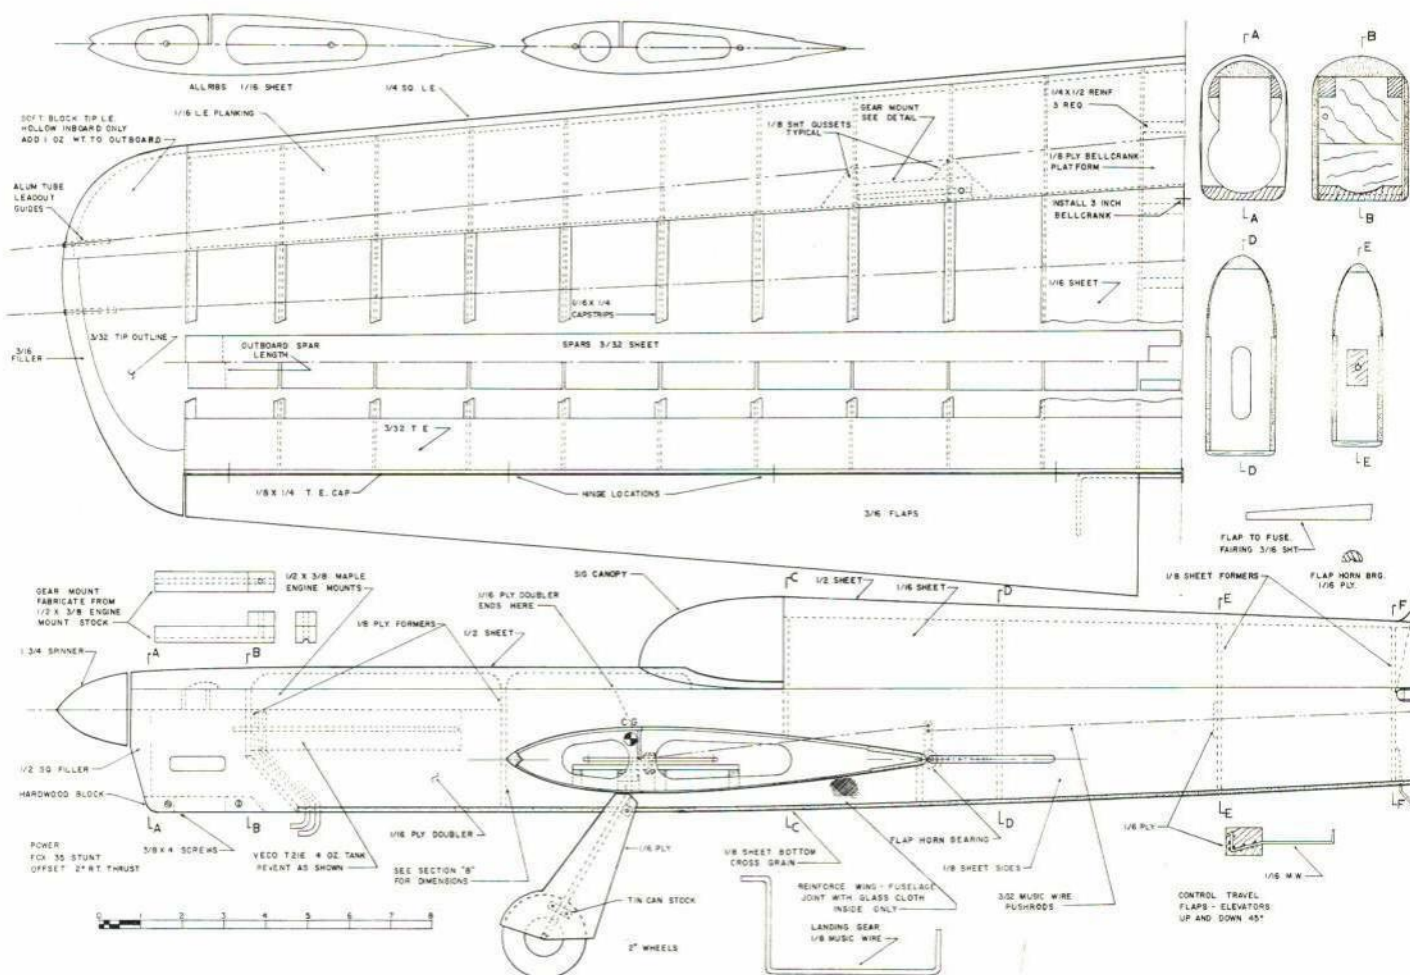 ALL RIBS 1/16 SHEET
1/4 SQ. L.E.
1/16 L.E. PLANKING
SOFT BLOCK TIP L.E.
HOLLOW INBOARD ONLY
ADD 1 OZ WT. TO OUTBOARD
ALUM TUBE
LEADOUT
GUIDES
GEAR MOUNT
SEE DETAIL
1/8 SHT GUSSETS
TYPICAL
1/4 X 1/2 REINF
3 REQ
1/8 PLY BELLCRANK
PLATFORM
INSTALL 3 INCH
BELLCRANK
1/16 SHEET
1/16 X 1/4
CAPSTRIPS
3/32 TIP OUTLINE
3/16
FILLER
OUTBOARD SPAR
LENGTH
SPARS 3/32 SHEET
3/32 T E
1/8 X 1/4 T. E. CAP
HINGE LOCATIONS
3/16 FLAPS
A
B
A
A
B
B
D
E
D
E
FLAP TO FUSE.
FAIRING 3/16 SHT
FLAP HORN BRG.
1/16 PLY.
1/8 SHEET FORMERS
GEAR MOUNT
FABRICATE FROM
1/2 X 3/8 ENGINE
MOUNT STOCK
1/2 X 3/8 MAPLE
ENGINE MOUNTS
1/8 PLY FORMERS
1/2 SHEET
1/16 PLY DOUBLER
ENDS HERE
SIG CANOPY
C
1/2 SHEET
1/16 SHEET
D
E
F
1 3/4 SPINNER
A
B
C G
1/2 SQ FILLER
HARDWOOD BLOCK
A
B
3/8 X 4 SCREWS
POWER
FOX 35 STUNT
OFFSET 2° RT. THRUST
VECO T21E 4 OZ. TANK
REVENT AS SHOWN
1/16 PLY DOUBLER
SEE SECTION "B"
FOR DIMENSIONS
1/16 PLY
TIN CAN STOCK
2" WHEELS
C
1/8 SHEET BOTTOM
CROSS GRAIN
REINFORCE WING - FUSELAGE
JOINT WITH GLASS CLOTH
INSIDE ONLY
LANDING GEAR
1/8 MUSIC WIRE
FLAP HORN BEARING
D
1/8 SHEET SIDES
3/32 MUSIC WIRE
PUSHRODS
E
F
1/16 M.W.
CONTROL TRAVEL
FLAPS - ELEVATORS
UP AND DOWN 45°
0 1 2 3 4 5 6 7 8